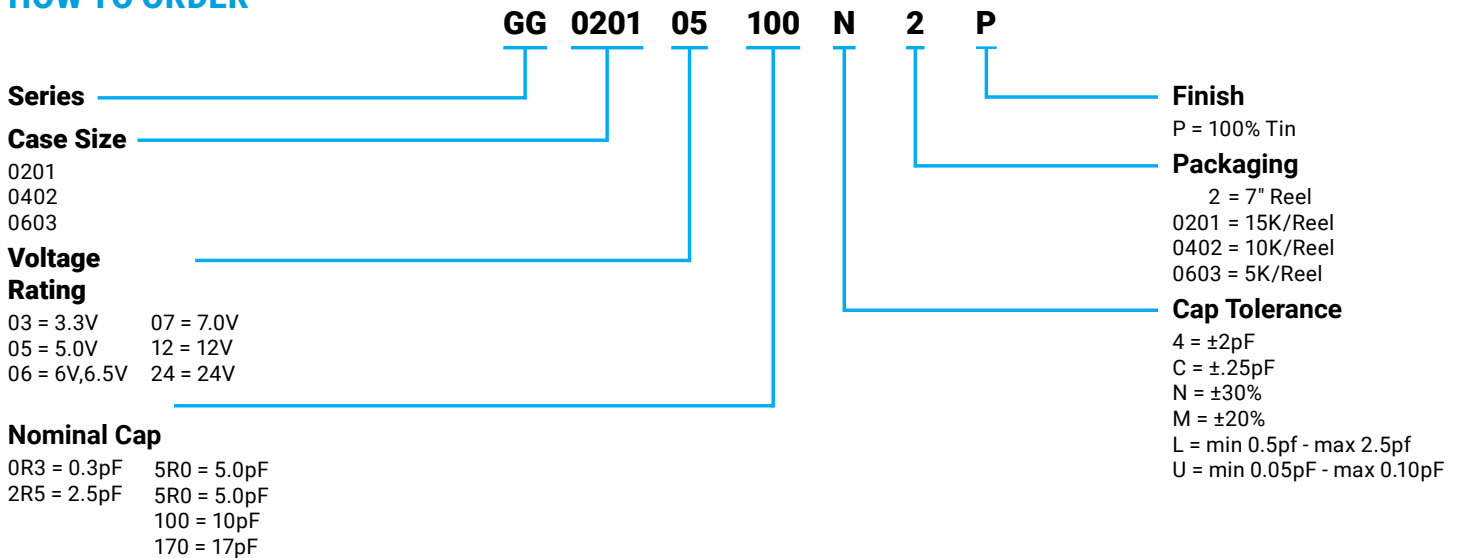 HOW TO ORDER
GG 0201 05 100 N 2 P
Series
Case Size
0201
0402
0603
Voltage
Rating
03 = 3.3V 07 = 7.0V
05 = 5.0V 12 = 12V
06 = 6V,6.5V 24 = 24V
Nominal Cap
0R3 = 0.3pF 5R0 = 5.0pF
2R5 = 2.5pF 5R0 = 5.0pF
100 = 10pF
170 = 17pF
Finish
P = 100% Tin
Packaging
2 = 7" Reel
0201 = 15K/Reel
0402 = 10K/Reel
0603 = 5K/Reel
Cap Tolerance
4 = ±2pF
C = ±.25pF
N = ±30%
M = ±20%
L = min 0.5pf - max 2.5pf
U = min 0.05pF - max 0.10pF